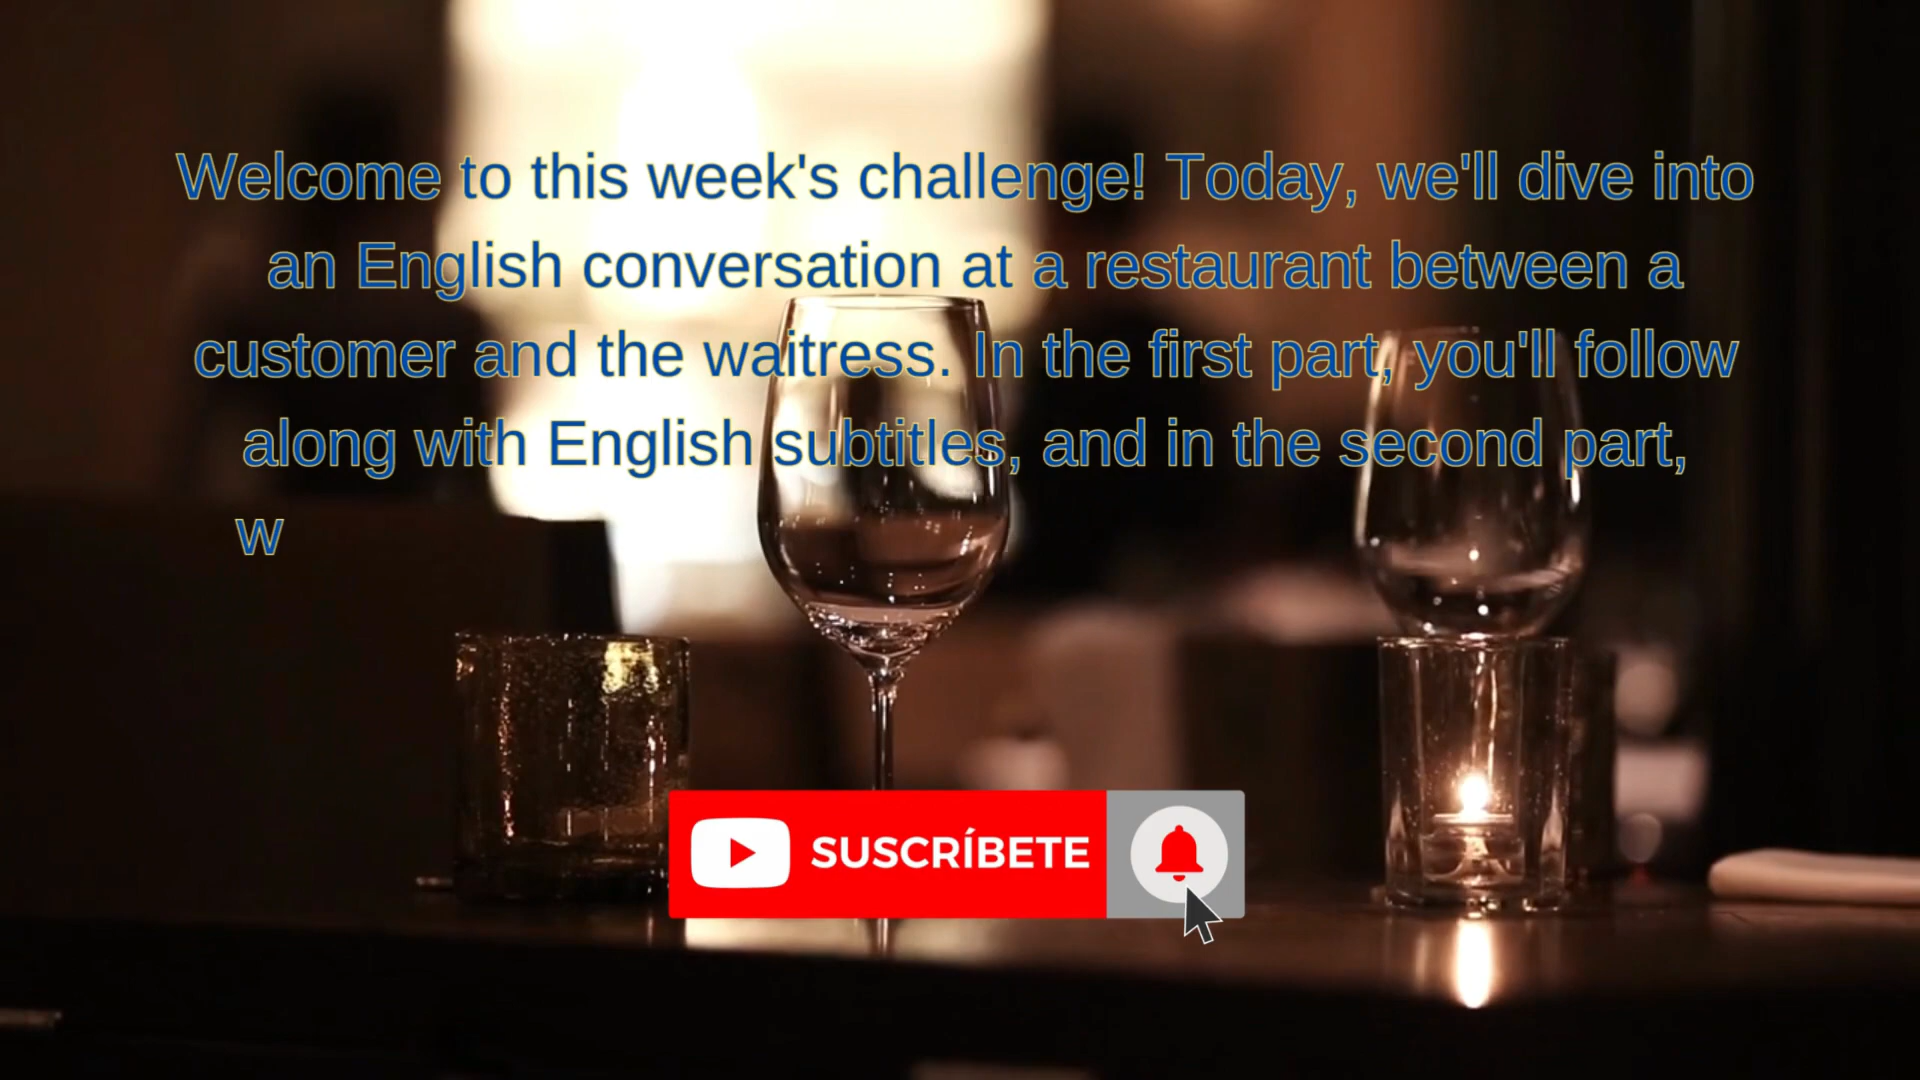 Welcome to this week's challenge! Today, we'll dive into
an English conversation at a restaurant between a
customer and the waitress. In the first part, you'll follow
along with English subtitles, and in the second part,
w
SUSCRÍBETE